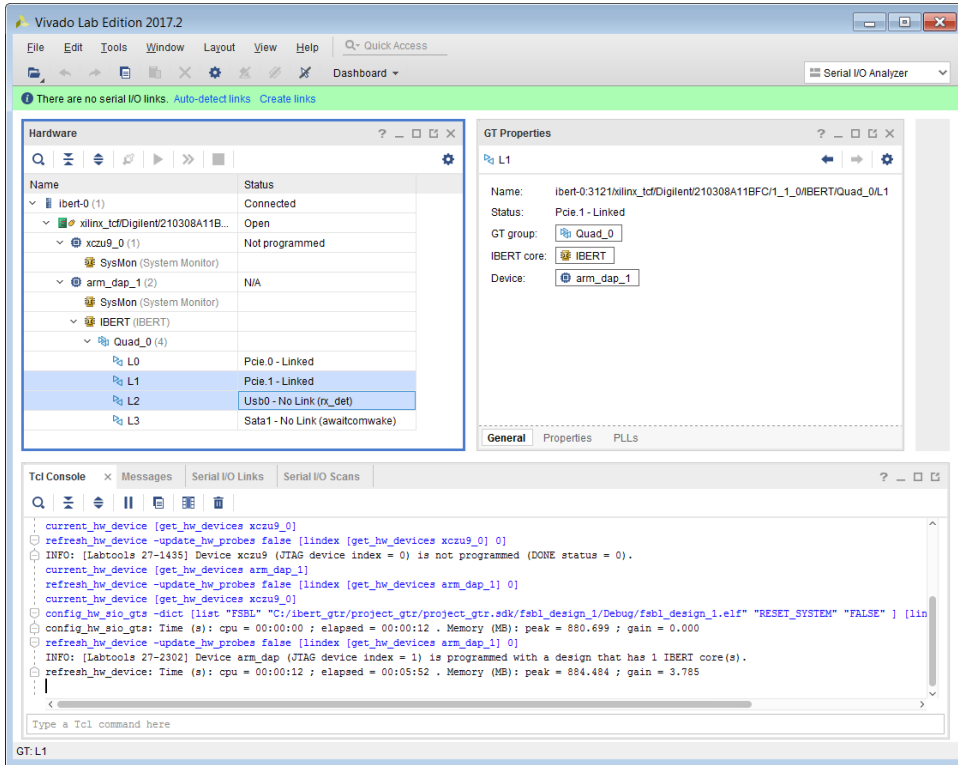 Vivado Lab Edition 2017.2
File Edit Tools Window Layout View Help Quick Access
Dashboard Serial I/O Analyzer
There are no serial I/O links. Auto-detect links Create links
Hardware
Name Status
ibert-0 (1) Connected
xilinx_tcf/Digilent/210308A11B... Open
xczu9_0 (1) Not programmed
SysMon (System Monitor)
arm_dap_1 (2) N/A
SysMon (System Monitor)
IBERT (IBERT)
Quad_0 (4)
L0 Pcie.0 - Linked
L1 Pcie.1 - Linked
L2 Usb0 - No Link (rx_det)
L3 Sata1 - No Link (awaitcomwake)
GT Properties
L1
Name: ibert-0:3121/xilinx_tcf/Digilent/210308A11BFC/1_1_0/IBERT/Quad_0/L1
Status: Pcie.1 - Linked
GT group: Quad_0
IBERT core: IBERT
Device: arm_dap_1
General Properties PLLs
Tcl Console Messages Serial I/O Links Serial I/O Scans
current_hw_device [get_hw_devices xczu9_0]
refresh_hw_device -update_hw_probes false [lindex [get_hw_devices xczu9_0] 0]
INFO: [Labtools 27-1435] Device xczu9 (JTAG device index = 0) is not programmed (DONE status = 0).
current_hw_device [get_hw_devices arm_dap_1]
refresh_hw_device -update_hw_probes false [lindex [get_hw_devices arm_dap_1] 0]
current_hw_device [get_hw_devices xczu9_0]
config_hw_sio_gts -dict [list "FSBL" "C:/ibert_gtr/project_gtr/project_gtr.sdk/fsbl_design_1/Debug/fsbl_design_1.elf" "RESET_SYSTEM" "FALSE" ] [lin
config_hw_sio_gts: Time (s): cpu = 00:00:00 ; elapsed = 00:00:12 . Memory (MB): peak = 880.699 ; gain = 0.000
refresh_hw_device -update_hw_probes false [lindex [get_hw_devices arm_dap_1] 0]
INFO: [Labtools 27-2302] Device arm_dap (JTAG device index = 1) is programmed with a design that has 1 IBERT core(s).
refresh_hw_device: Time (s): cpu = 00:00:12 ; elapsed = 00:05:52 . Memory (MB): peak = 884.484 ; gain = 3.785
Type a Tcl command here
GT: L1